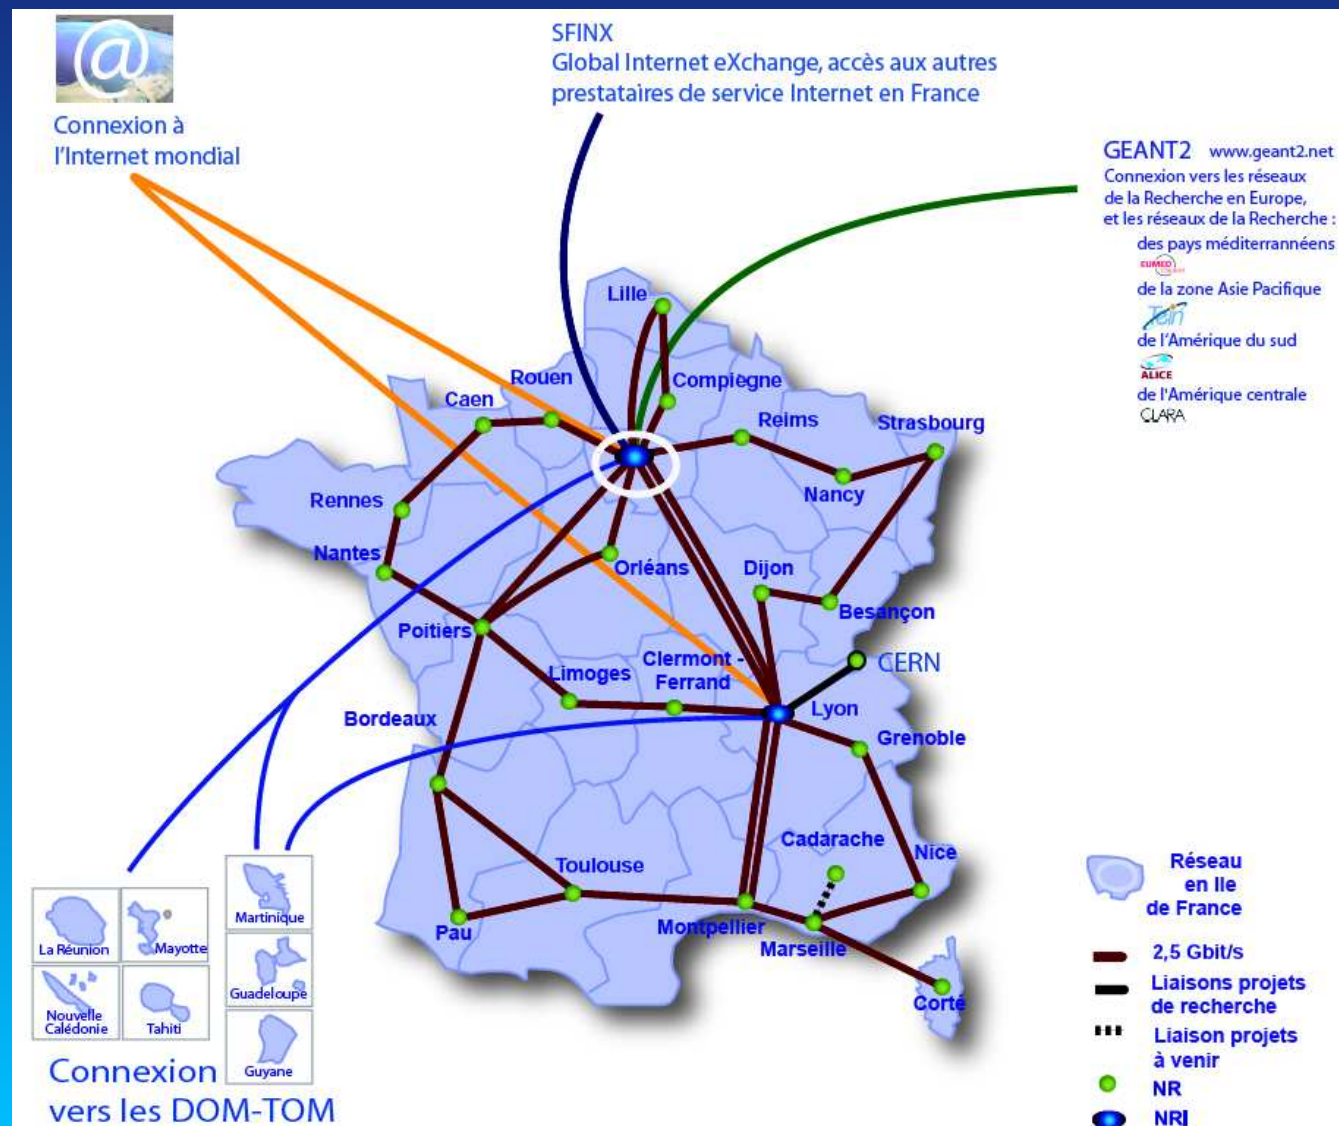 @
Connexion à
l'Internet mondial
SFINX
Global Internet eXchange, accès aux autres
prestataires de service Internet en France
GEANT2 www.geant2.net
Connexion vers les réseaux
de la Recherche en Europe,
et les réseaux de la Recherche :
des pays méditerrannéens
EUMED
de la zone Asie Pacifique
Tein
de l'Amérique du sud
ALICE
de l'Amérique centrale
CLARA
Lille
Rouen
Compiegne
Caen
Reims
Strasbourg
Rennes
Nancy
Nantes
Orléans
Dijon
Besançon
Poitiers
Limoges
Clermont -
Ferrand
CERN
Bordeaux
Lyon
Grenoble
Cadarache
Nice
Toulouse
Pau
Montpellier
Marseille
Corté
La Réunion
Mayotte
Nouvelle
Calédonie
Tahiti
Martinique
Guadeloupe
Guyane
Connexion
vers les DOM-TOM
Réseau
en Ile
de France
2,5 Gbit/s
Liaisons projets
de recherche
Liaison projets
à venir
NR
NRI